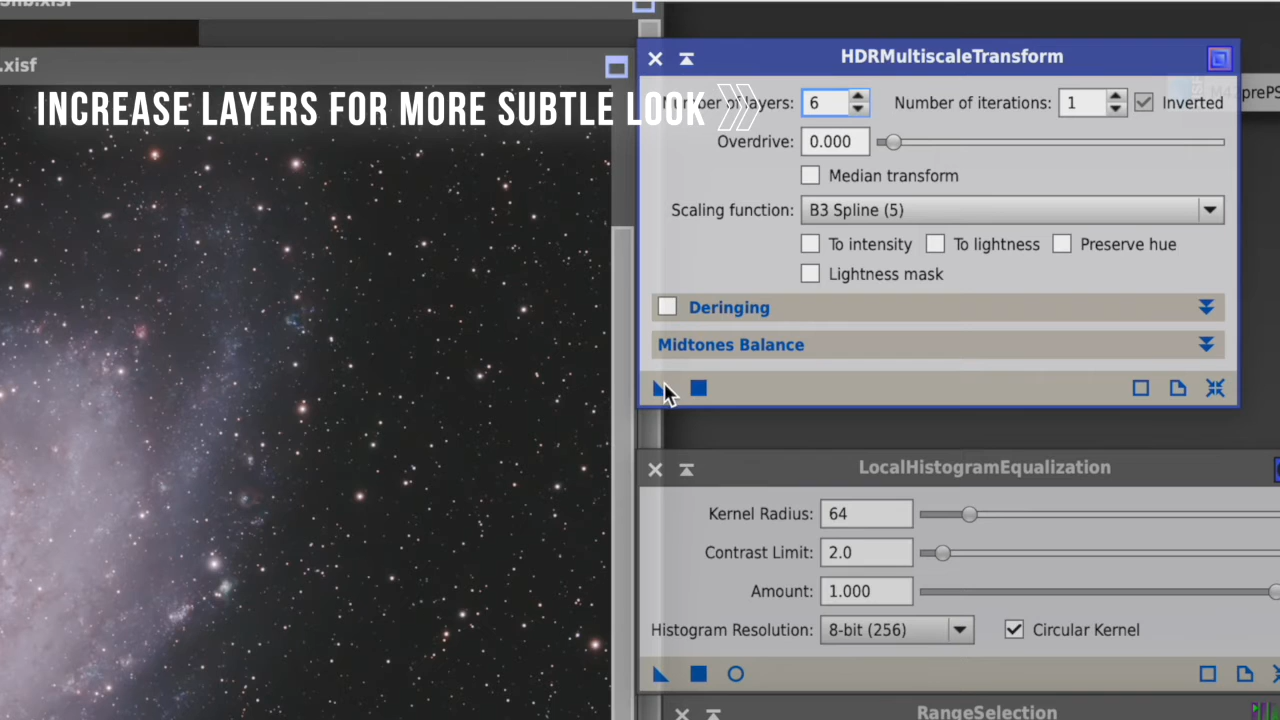 .xisf
INCREASE LAYERS FOR MORE SUBTLE LOOK
HDRMultiscaleTransform
Number of layers: 6 Number of iterations: 1 Inverted
Overdrive: 0.000
Median transform
Scaling function: B3 Spline (5)
To intensity To lightness Preserve hue
Lightness mask
Deringing
Midtones Balance
LocalHistogramEqualization
Kernel Radius: 64
Contrast Limit: 2.0
Amount: 1.000
Histogram Resolution: 8-bit (256) Circular Kernel
RangeSelection